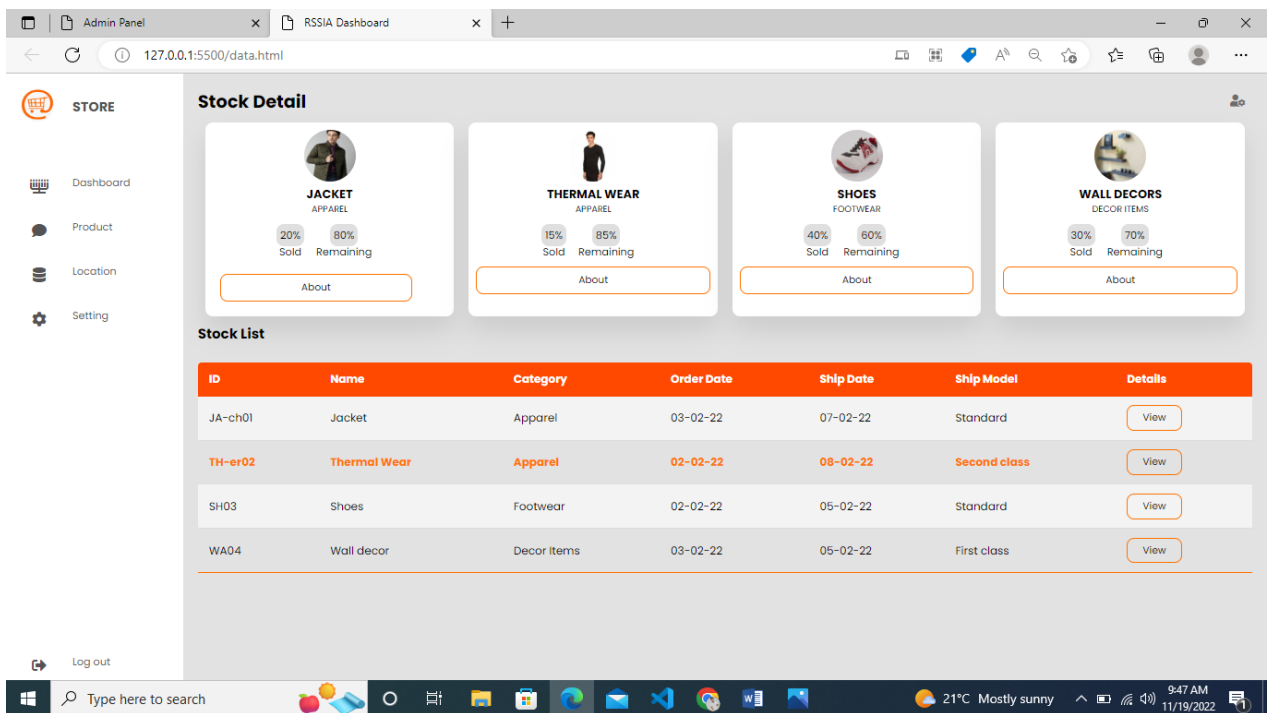 Admin Panel
RSSIA Dashboard
127.0.0.1:5500/data.html
STORE
Dashboard
Product
Location
Setting
Log out
Stock Detail
JACKET
APPAREL
20% 80%
Sold Remaining
About
THERMAL WEAR
APPAREL
15% 85%
Sold Remaining
About
SHOES
FOOTWEAR
40% 60%
Sold Remaining
About
WALL DECORS
DECOR ITEMS
30% 70%
Sold Remaining
About
Stock List
ID Name Category Order Date Ship Date Ship Model Details
JA-ch01 Jacket Apparel 03-02-22 07-02-22 Standard View
TH-er02 Thermal Wear Apparel 02-02-22 08-02-22 Second class View
SH03 Shoes Footwear 02-02-22 05-02-22 Standard View
WA04 Wall decor Decor Items 03-02-22 05-02-22 First class View
Type here to search
21°C Mostly sunny
9:47 AM
11/19/2022
1